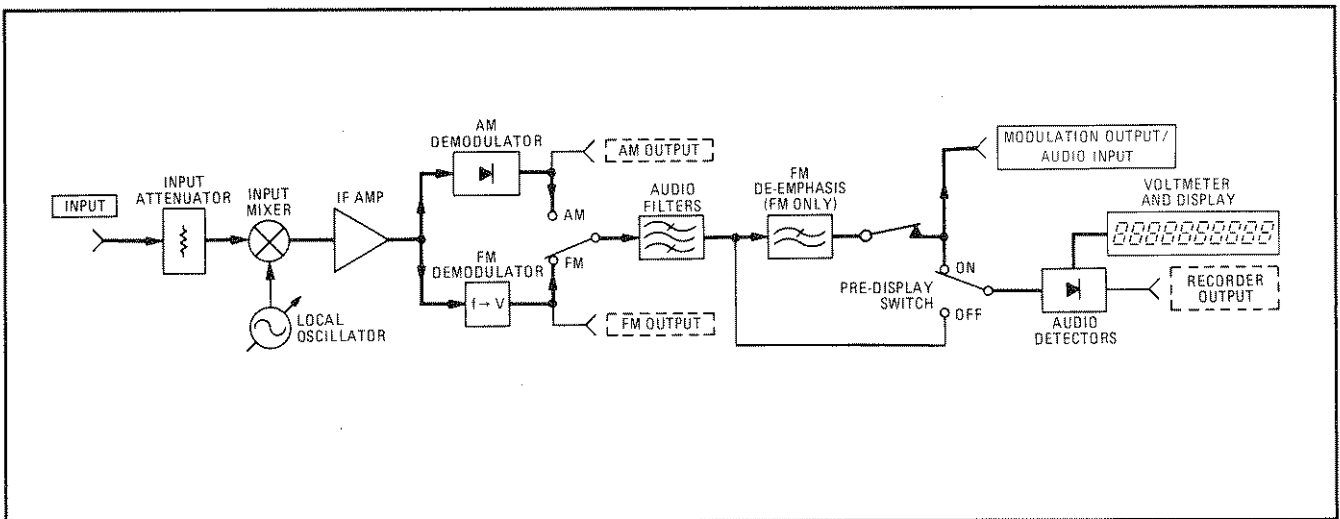 INPUT
INPUT
ATTENUATOR
INPUT
MIXER
LOCAL
OSCILLATOR
IF AMP
AM
DEMODULATOR
AM OUTPUT
AM
FM
DEMODULATOR
f → V
FM
FM OUTPUT
AUDIO
FILTERS
FM
DE-EMPHASIS
(FM ONLY)
MODULATION OUTPUT/
AUDIO INPUT
PRE-DISPLAY
SWITCH
ON
OFF
VOLTMETER
AND DISPLAY
AUDIO
DETECTORS
RECORDER
OUTPUT